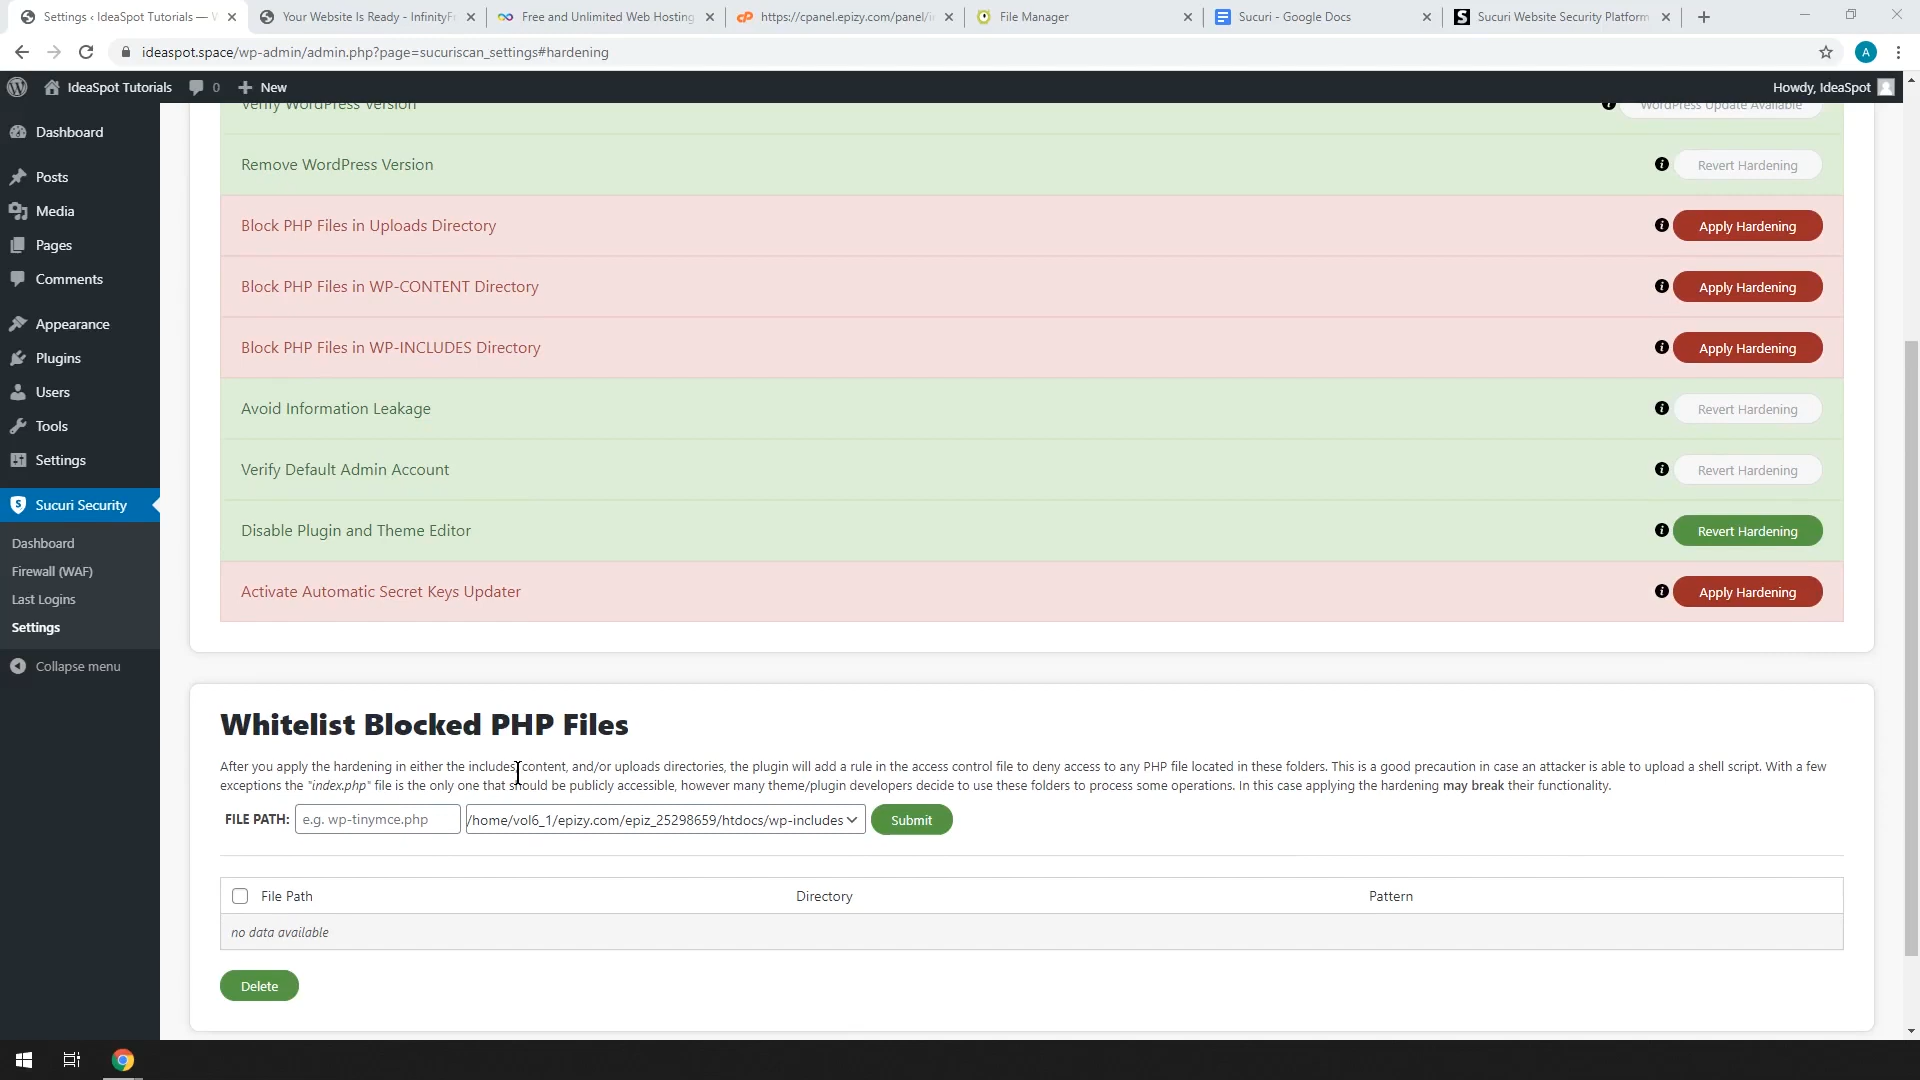 Settings ‹ IdeaSpot Tutorials —
Your Website Is Ready - InfinityF
Free and Unlimited Web Hosting
https://cpanel.epizy.com/panel/i
File Manager
Sucuri - Google Docs
Sucuri Website Security Platform
ideaspot.space/wp-admin/admin.php?page=sucuriscan_settings#hardening
A
IdeaSpot Tutorials
0
New
Howdy, IdeaSpot
Dashboard
Posts
Media
Pages
Comments
Appearance
Plugins
Users
Tools
Settings
Sucuri Security
Dashboard
Firewall (WAF)
Last Logins
Settings
Collapse menu
Verify WordPress Version
WordPress Update Available
Remove WordPress Version
Revert Hardening
Block PHP Files in Uploads Directory
Apply Hardening
Block PHP Files in WP-CONTENT Directory
Apply Hardening
Block PHP Files in WP-INCLUDES Directory
Apply Hardening
Avoid Information Leakage
Revert Hardening
Verify Default Admin Account
Revert Hardening
Disable Plugin and Theme Editor
Revert Hardening
Activate Automatic Secret Keys Updater
Apply Hardening
Whitelist Blocked PHP Files
After you apply the hardening in either the includes, content, and/or uploads directories, the plugin will add a rule in the access control file to deny access to any PHP file located in these folders. This is a good precaution in case an attacker is able to upload a shell script. With a few
exceptions the "index.php" file is the only one that should be publicly accessible, however many theme/plugin developers decide to use these folders to process some operations. In this case applying the hardening may break their functionality.
FILE PATH:
e.g. wp-tinymce.php
/home/vol6_1/epizy.com/epiz_25298659/htdocs/wp-includes
Submit
File Path
Directory
Pattern
no data available
Delete